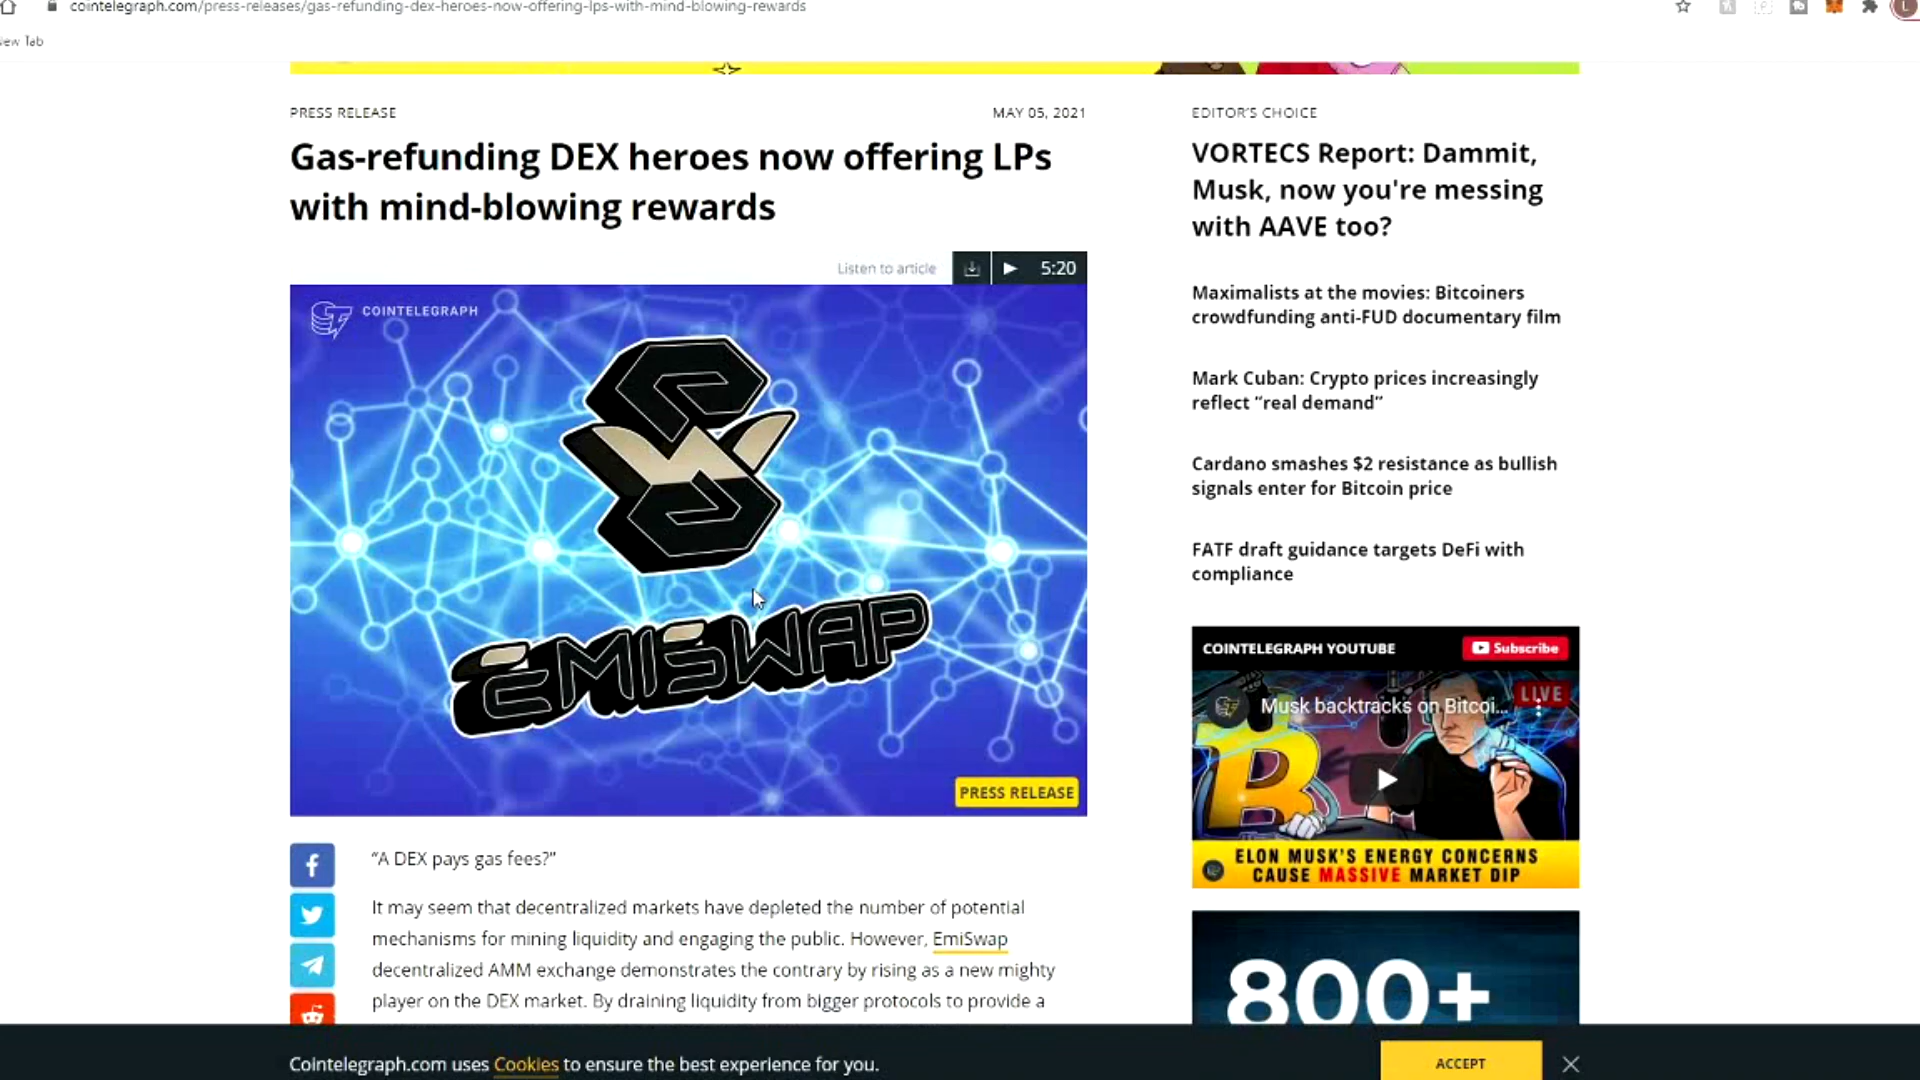 cointelegraph.com/press-releases/gas-refunding-dex-heroes-now-offering-lps-with-mind-blowing-rewards
L
New Tab
PRESS RELEASE
MAY 05, 2021
Gas-refunding DEX heroes now offering LPs
with mind-blowing rewards
Listen to article
5:20
COINTELEGRAPH
EMISWAP
PRESS RELEASE
“A DEX pays gas fees?”
It may seem that decentralized markets have depleted the number of potential
mechanisms for mining liquidity and engaging the public. However, EmiSwap
decentralized AMM exchange demonstrates the contrary by rising as a new mighty
player on the DEX market. By draining liquidity from bigger protocols to provide a
EDITOR'S CHOICE
VORTECS Report: Dammit,
Musk, now you're messing
with AAVE too?
Maximalists at the movies: Bitcoiners
crowdfunding anti-FUD documentary film
Mark Cuban: Crypto prices increasingly
reflect “real demand”
Cardano smashes $2 resistance as bullish
signals enter for Bitcoin price
FATF draft guidance targets DeFi with
compliance
COINTELEGRAPH YOUTUBE
Subscribe
Musk backtracks on Bitcoi...
LIVE
ELON MUSK'S ENERGY CONCERNS
CAUSE MASSIVE MARKET DIP
800+
Cointelegraph.com uses Cookies to ensure the best experience for you.
ACCEPT